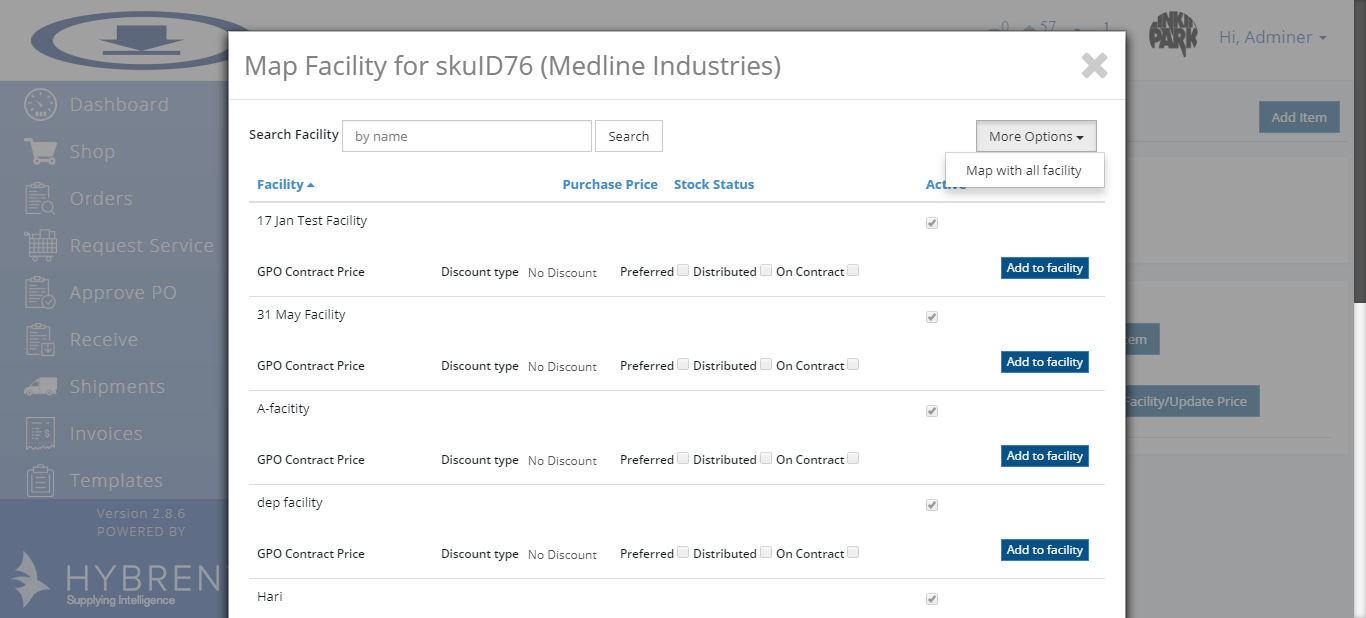 0 57 1
LINKIN PARK
Hi, Adminer
Map Facility for skuID76 (Medline Industries)
Dashboard
Add Item
Search Facility by name Search More Options
Shop
Map with all facility
Facility Purchase Price Stock Status Active
Orders
17 Jan Test Facility
Request Service
GPO Contract Price Discount type No Discount Preferred Distributed On Contract Add to facility
Approve PO
31 May Facility
Receive
em
GPO Contract Price Discount type No Discount Preferred Distributed On Contract Add to facility
Shipments
Facility/Update Price
A-facitity
Invoices
GPO Contract Price Discount type No Discount Preferred Distributed On Contract Add to facility
Templates
dep facility
Version 2.8.6
POWERED BY
GPO Contract Price Discount type No Discount Preferred Distributed On Contract Add to facility
HYBREN
Supplying Intelligence
Hari